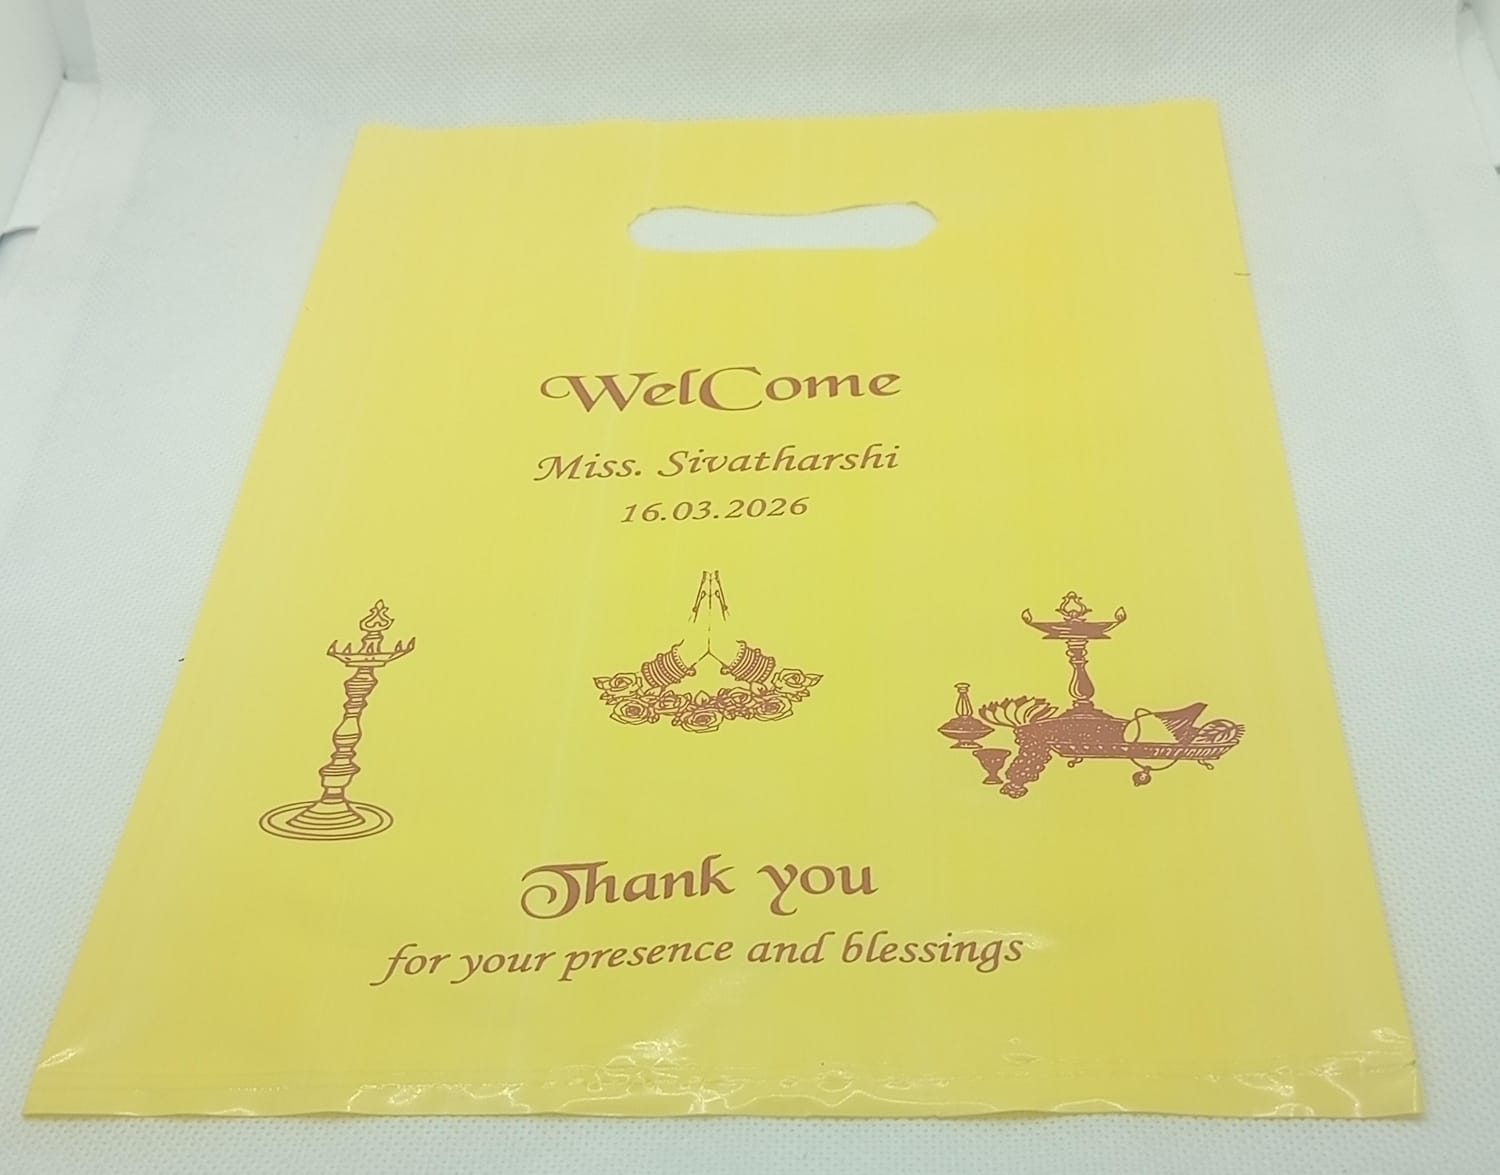 WelCome
Miss. Sivatharshi
16.03.2026
Thank you
for your presence and blessings